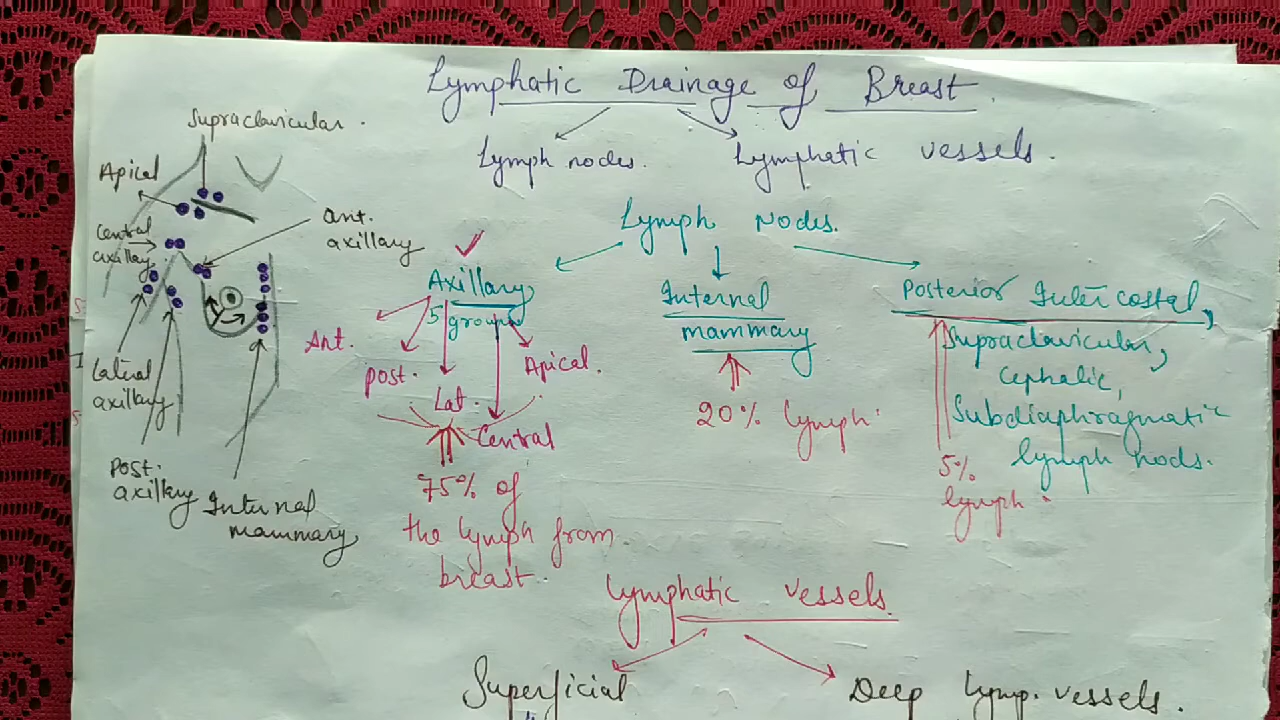 Lymphatic Drainage of Breast.
Lymph nodes.
Lymphatic vessels.
Supraclavicular.
Apical
Central
axillay
ant.
axillary
Lateral
axillary
Post.
axillay
Internal
mammary
Lymph Nodes.
Axillary
5 groups
Ant.
post.
Lat.
Central
Apical.
75% of
the lymph from
breast.
Internal
mammary
20% lymph.
Posterior Intercostal,
Supraclavicular,
Cephalic,
Subdiaphragmatic
lymph nods.
5%
lymph.
Lymphatic vessels.
Superficial
Deep lymp. vessels.